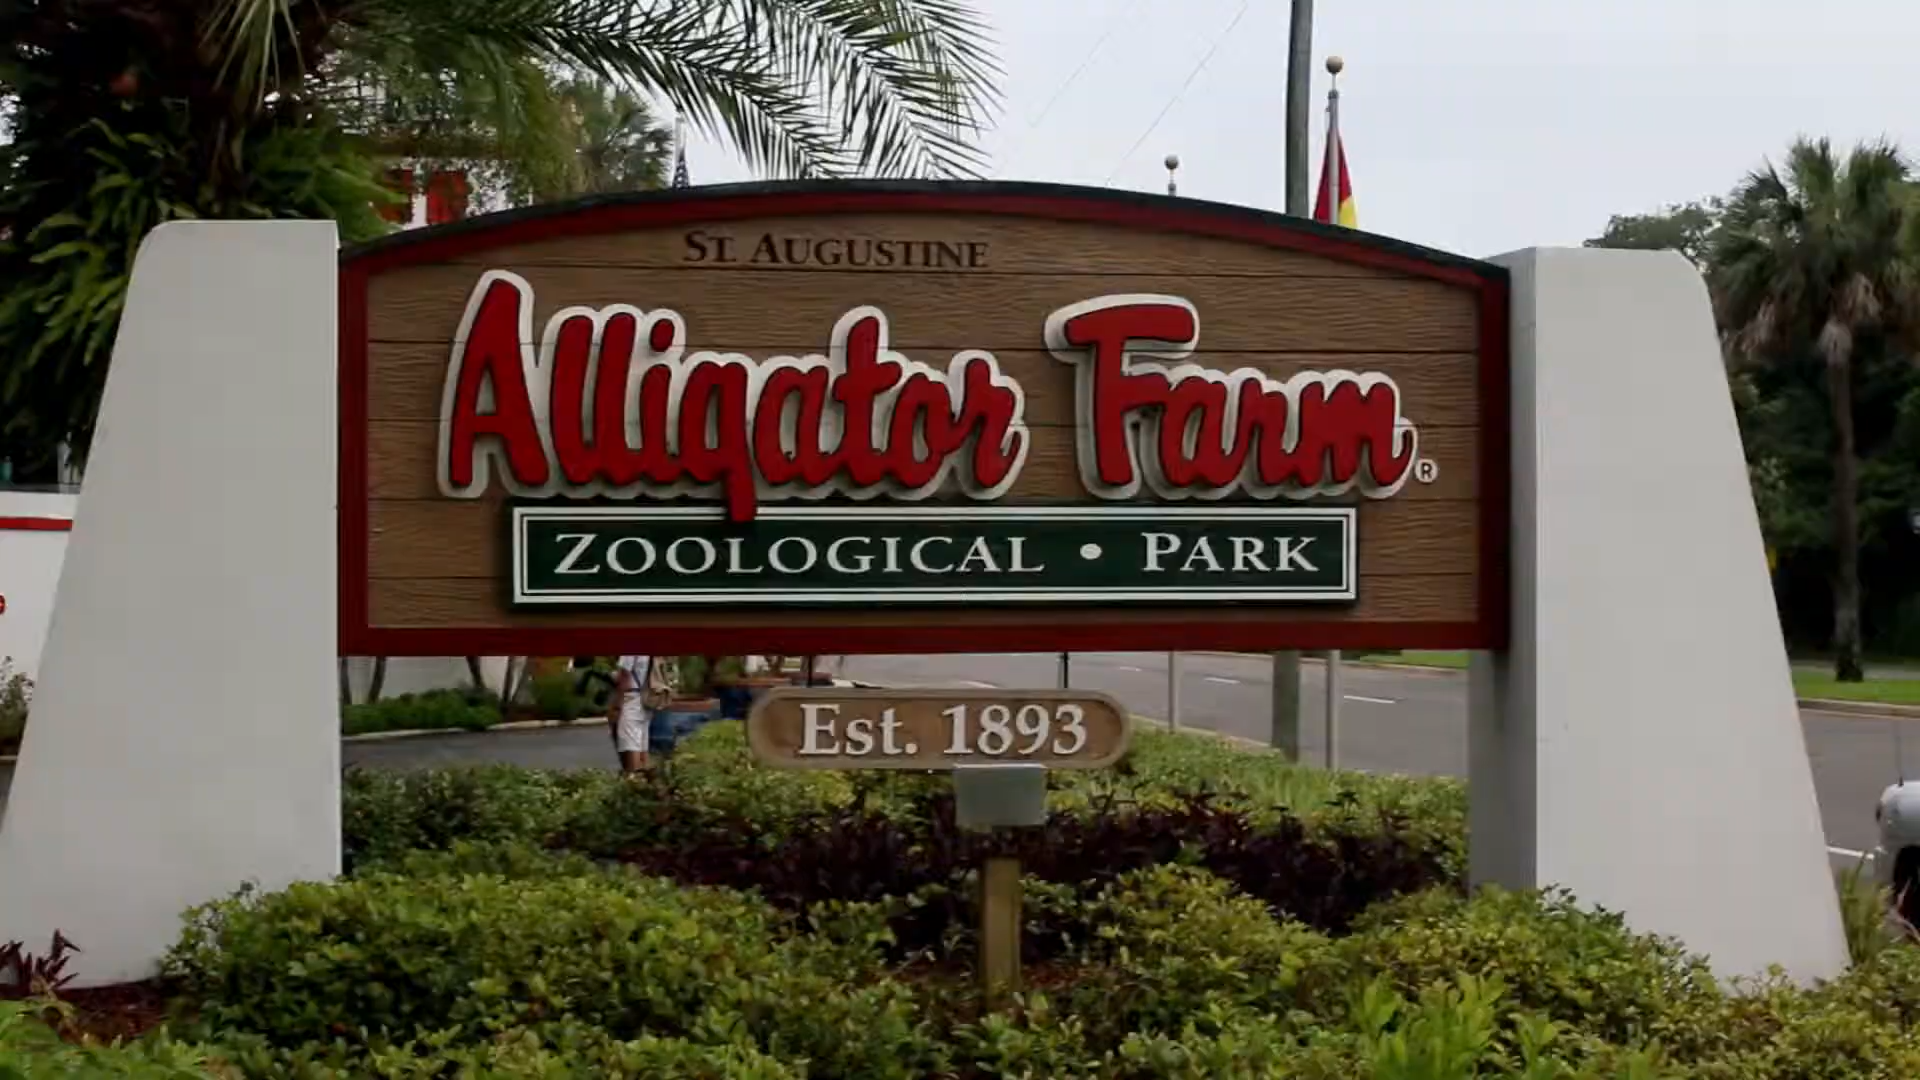 ST. AUGUSTINE
Alligator Farm®
ZOOLOGICAL • PARK
Est. 1893